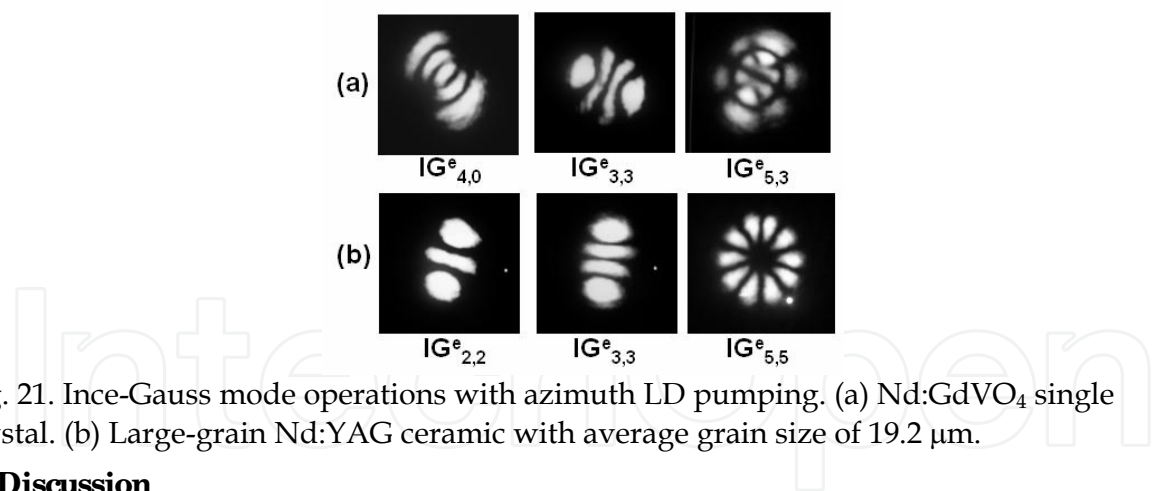 (a)
IGᵉ₄,₀ IGᵉ₃,₃ IGᵉ₅,₃
(b)
IGᵉ₂,₂ IGᵉ₃,₃ IGᵉ₅,₅
. 21. Ince-Gauss mode operations with azimuth LD pumping. (a) Nd:GdVO₄ single
ystal. (b) Large-grain Nd:YAG ceramic with average grain size of 19.2 μm.
Discussion